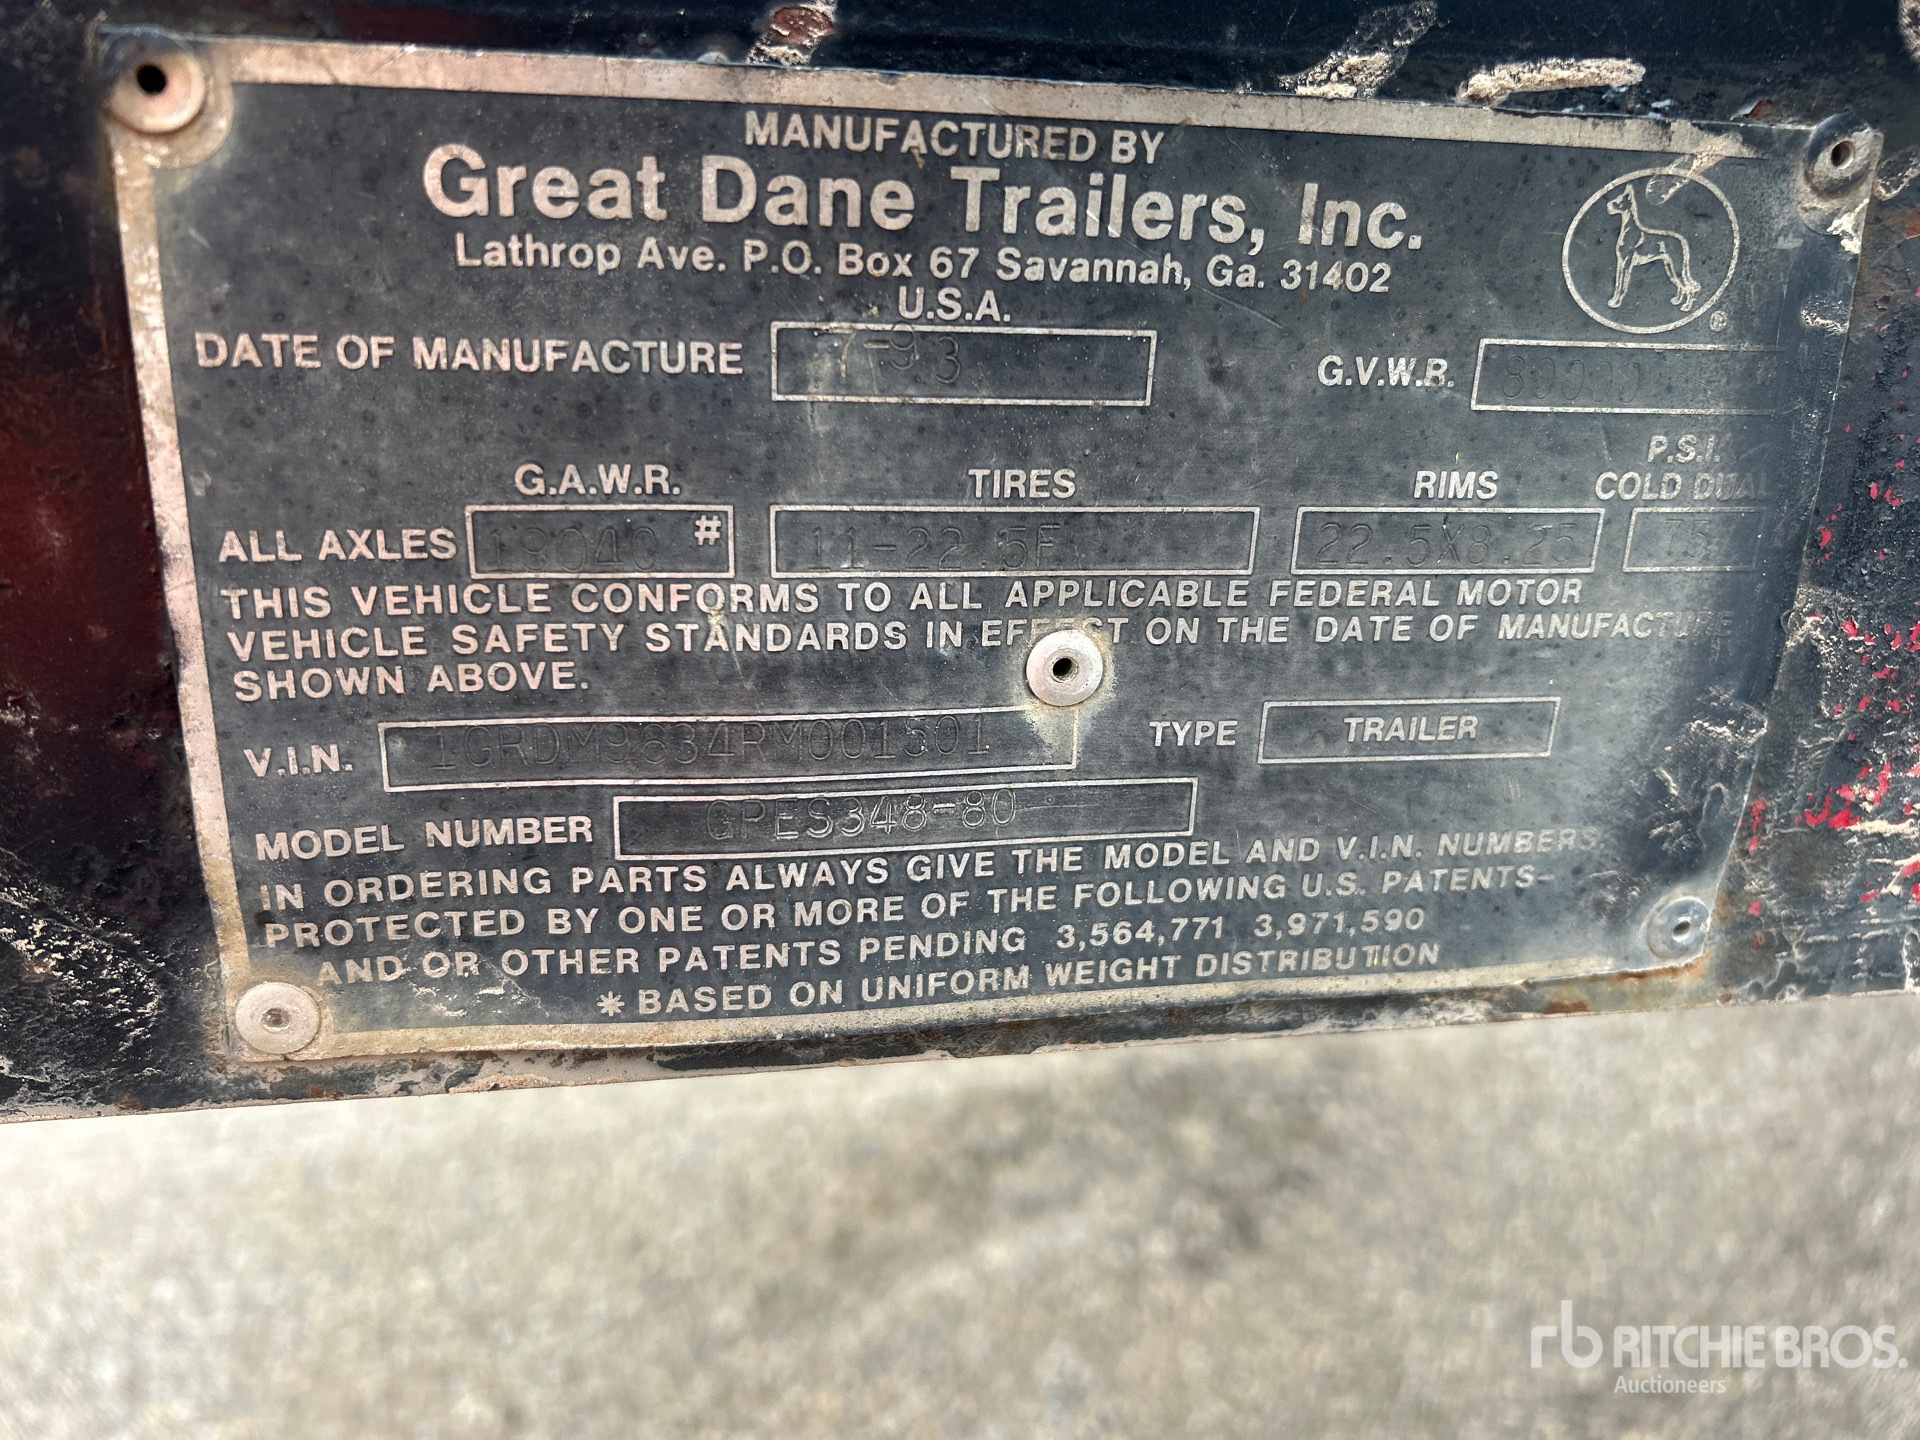 MANUFACTURED BY
Great Dane Trailers, Inc.
Lathrop Ave. P.O. Box 67 Savannah, Ga. 31402
U.S.A.
®
DATE OF MANUFACTURE 7-93 G.V.W.R. 80000
G.A.W.R. TIRES RIMS P.S.I. COLD DUAL
ALL AXLES 19040 # 11-22.5F 22.5X8.25 75
THIS VEHICLE CONFORMS TO ALL APPLICABLE FEDERAL MOTOR
VEHICLE SAFETY STANDARDS IN EFFECT ON THE DATE OF MANUFACTURE
SHOWN ABOVE.
V.I.N. 1GRDM9634RM001501 TYPE TRAILER
MODEL NUMBER GPES348-80
IN ORDERING PARTS ALWAYS GIVE THE MODEL AND V.I.N. NUMBERS
PROTECTED BY ONE OR MORE OF THE FOLLOWING U.S. PATENTS-
AND OR OTHER PATENTS PENDING 3,564,771 3,971,590
* BASED ON UNIFORM WEIGHT DISTRIBUTION
rb RITCHIE BROS.
Auctioneers